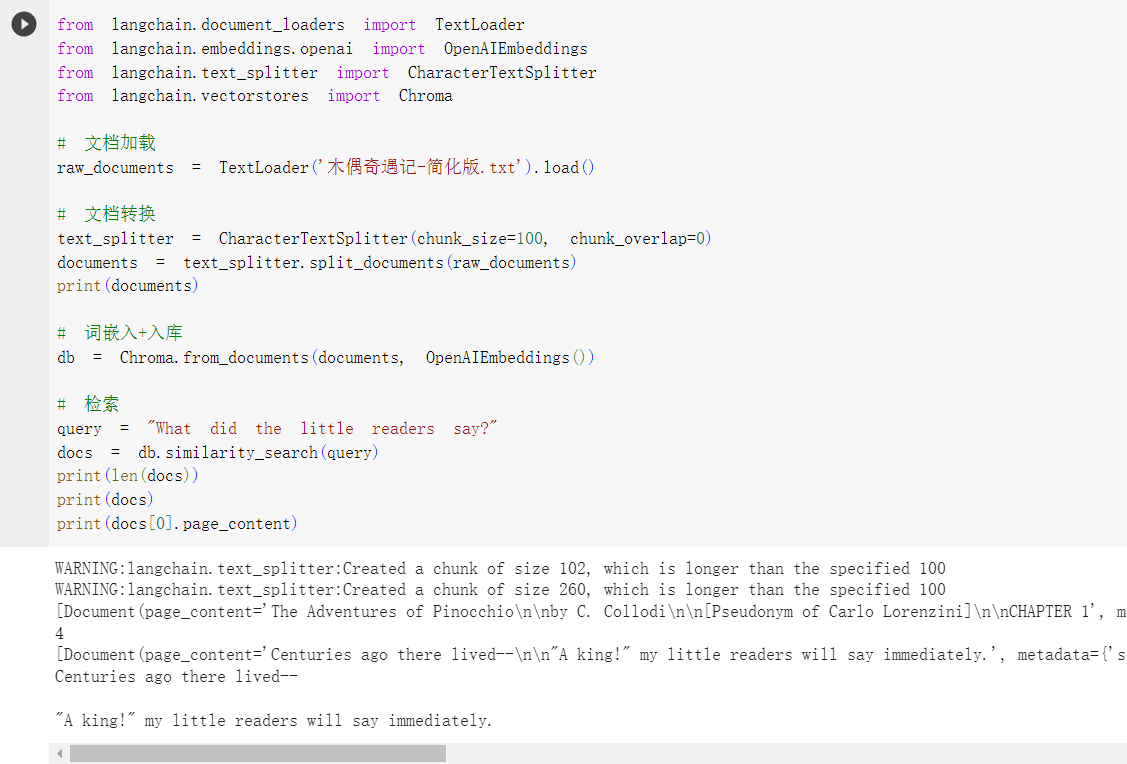 from langchain.document_loaders import TextLoader
from langchain.embeddings.openai import OpenAIEmbeddings
from langchain.text_splitter import CharacterTextSplitter
from langchain.vectorstores import Chroma
# 文档加载
raw_documents = TextLoader('木偶奇遇记-简化版.txt').load()
# 文档转换
text_splitter = CharacterTextSplitter(chunk_size=100, chunk_overlap=0)
documents = text_splitter.split_documents(raw_documents)
print(documents)
# 词嵌入+入库
db = Chroma.from_documents(documents, OpenAIEmbeddings())
# 检索
query = "What did the little readers say?"
docs = db.similarity_search(query)
print(len(docs))
print(docs)
print(docs[0].page_content)
WARNING:langchain.text_splitter:Created a chunk of size 102, which is longer than the specified 100
WARNING:langchain.text_splitter:Created a chunk of size 260, which is longer than the specified 100
[Document(page_content='The Adventures of Pinocchio\n\nby C. Collodi\n\n[Pseudonym of Carlo Lorenzini]\n\nCHAPTER 1', m
4
[Document(page_content='Centuries ago there lived--\n\n"A king!" my little readers will say immediately.', metadata={'s
Centuries ago there lived--
"A king!" my little readers will say immediately.